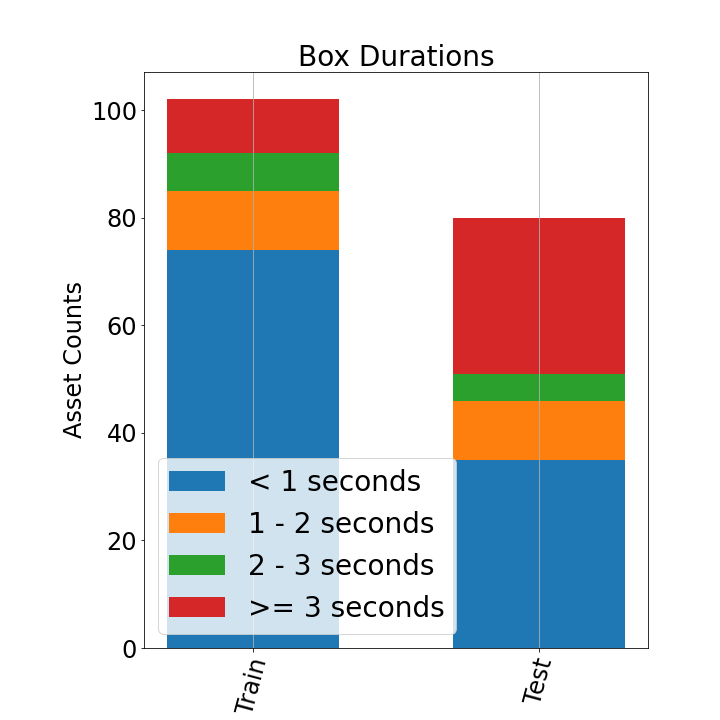 Box Durations
Asset Counts
100
80
60
40
20
0
< 1 seconds
1 - 2 seconds
2 - 3 seconds
>= 3 seconds
Train
Test